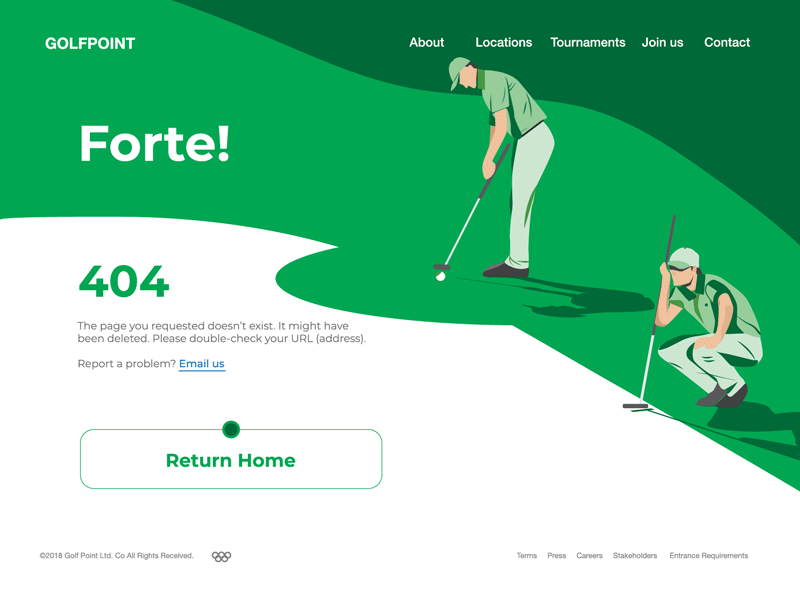 GOLFPOINT
About Locations Tournaments Join us Contact
Forte!
404
The page you requested doesn't exist. It might have
been deleted. Please double-check your URL (address).
Report a problem? Email us
Return Home
©2018 Golf Point Ltd. Co All Rights Received.
Terms Press Careers Stakeholders Entrance Requirements